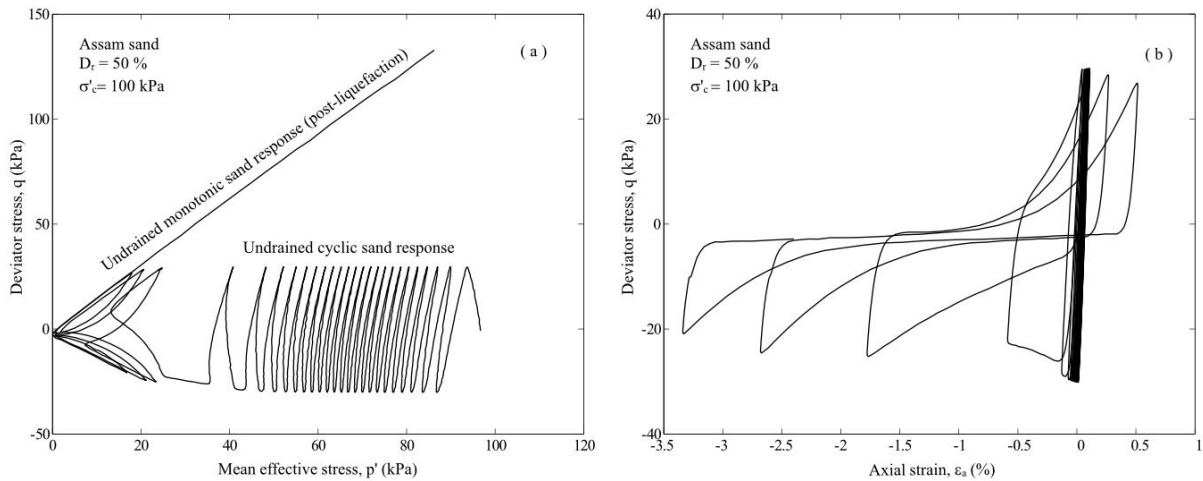 150
100
50
0
-50
Deviator stress, q (kPa)
Assam sand
Dᵣ = 50 %
σ'c= 100 kPa
( a )
Undrained monotonic sand response (post-liquefaction)
Undrained cyclic sand response
0 20 40 60 80 100 120
Mean effective stress, p' (kPa)
40
20
0
-20
-40
Deviator stress, q (kPa)
Assam sand
Dᵣ = 50 %
σ'c= 100 kPa
( b )
-3.5 -3 -2.5 -2 -1.5 -1 -0.5 0 0.5 1
Axial strain, εₐ (%)